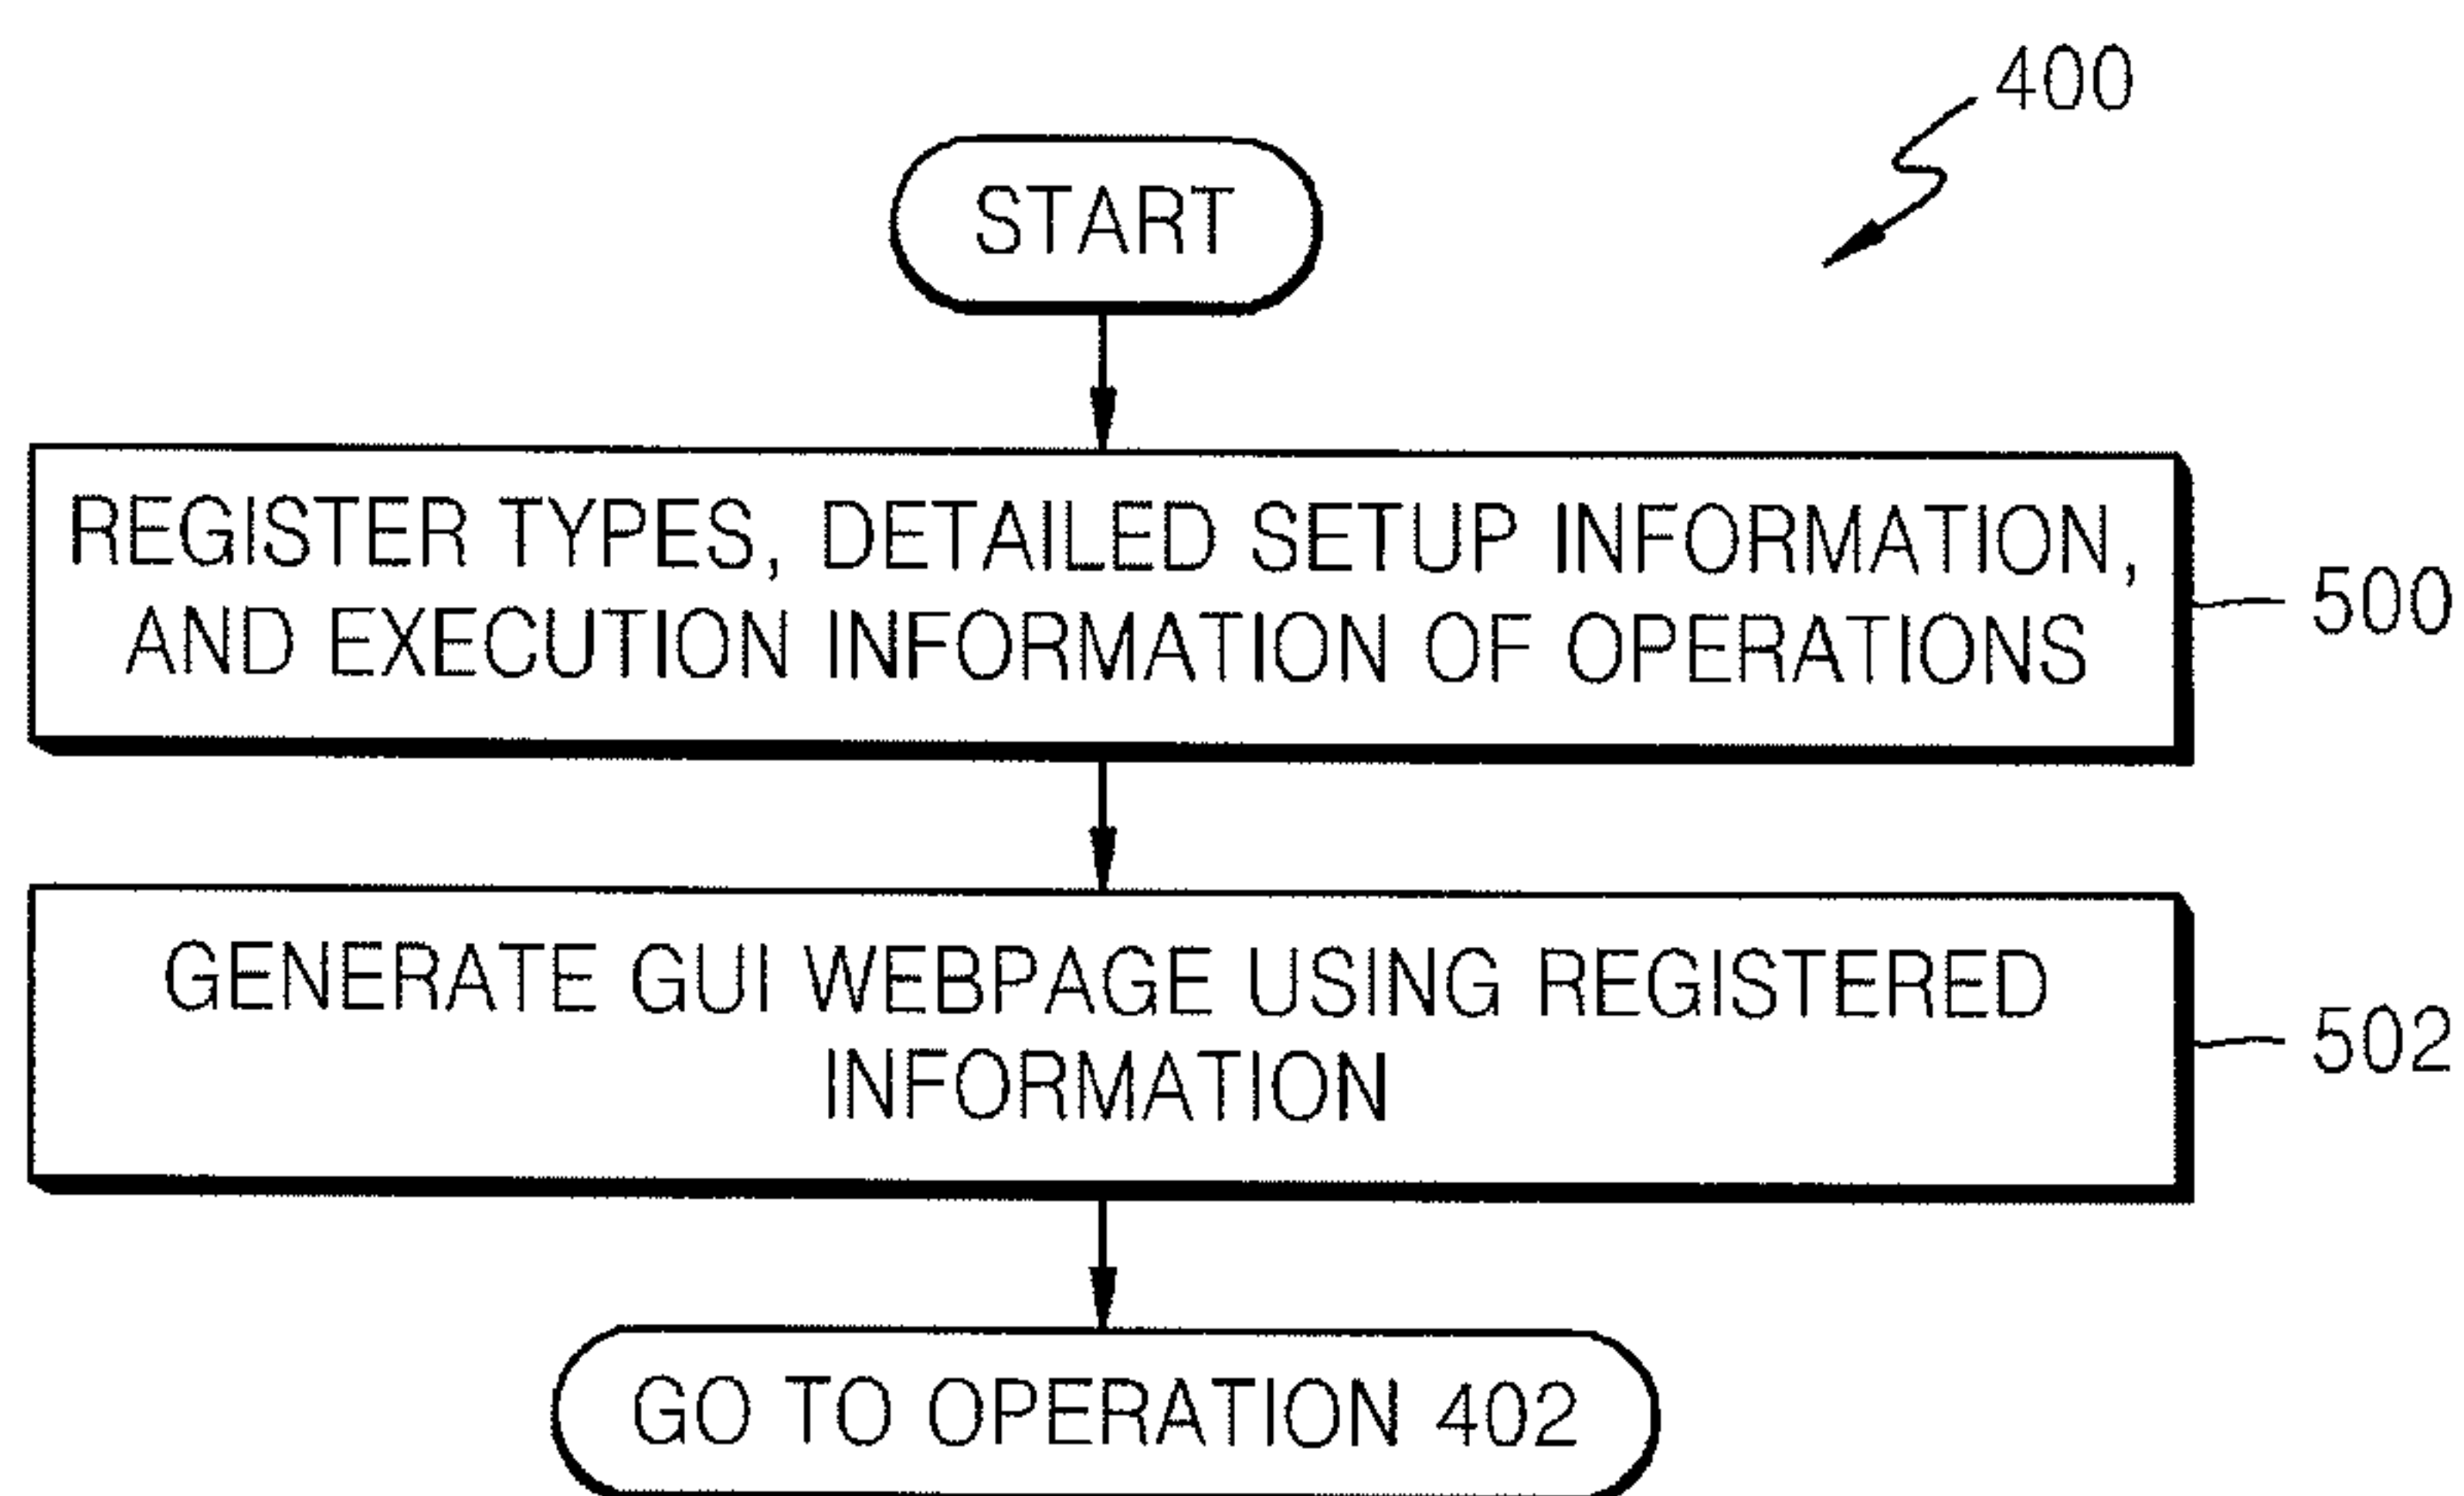 400
START
REGISTER TYPES, DETAILED SETUP INFORMATION,
AND EXECUTION INFORMATION OF OPERATIONS
500
GENERATE GUI WEBPAGE USING REGISTERED
INFORMATION
502
GO TO OPERATION 402